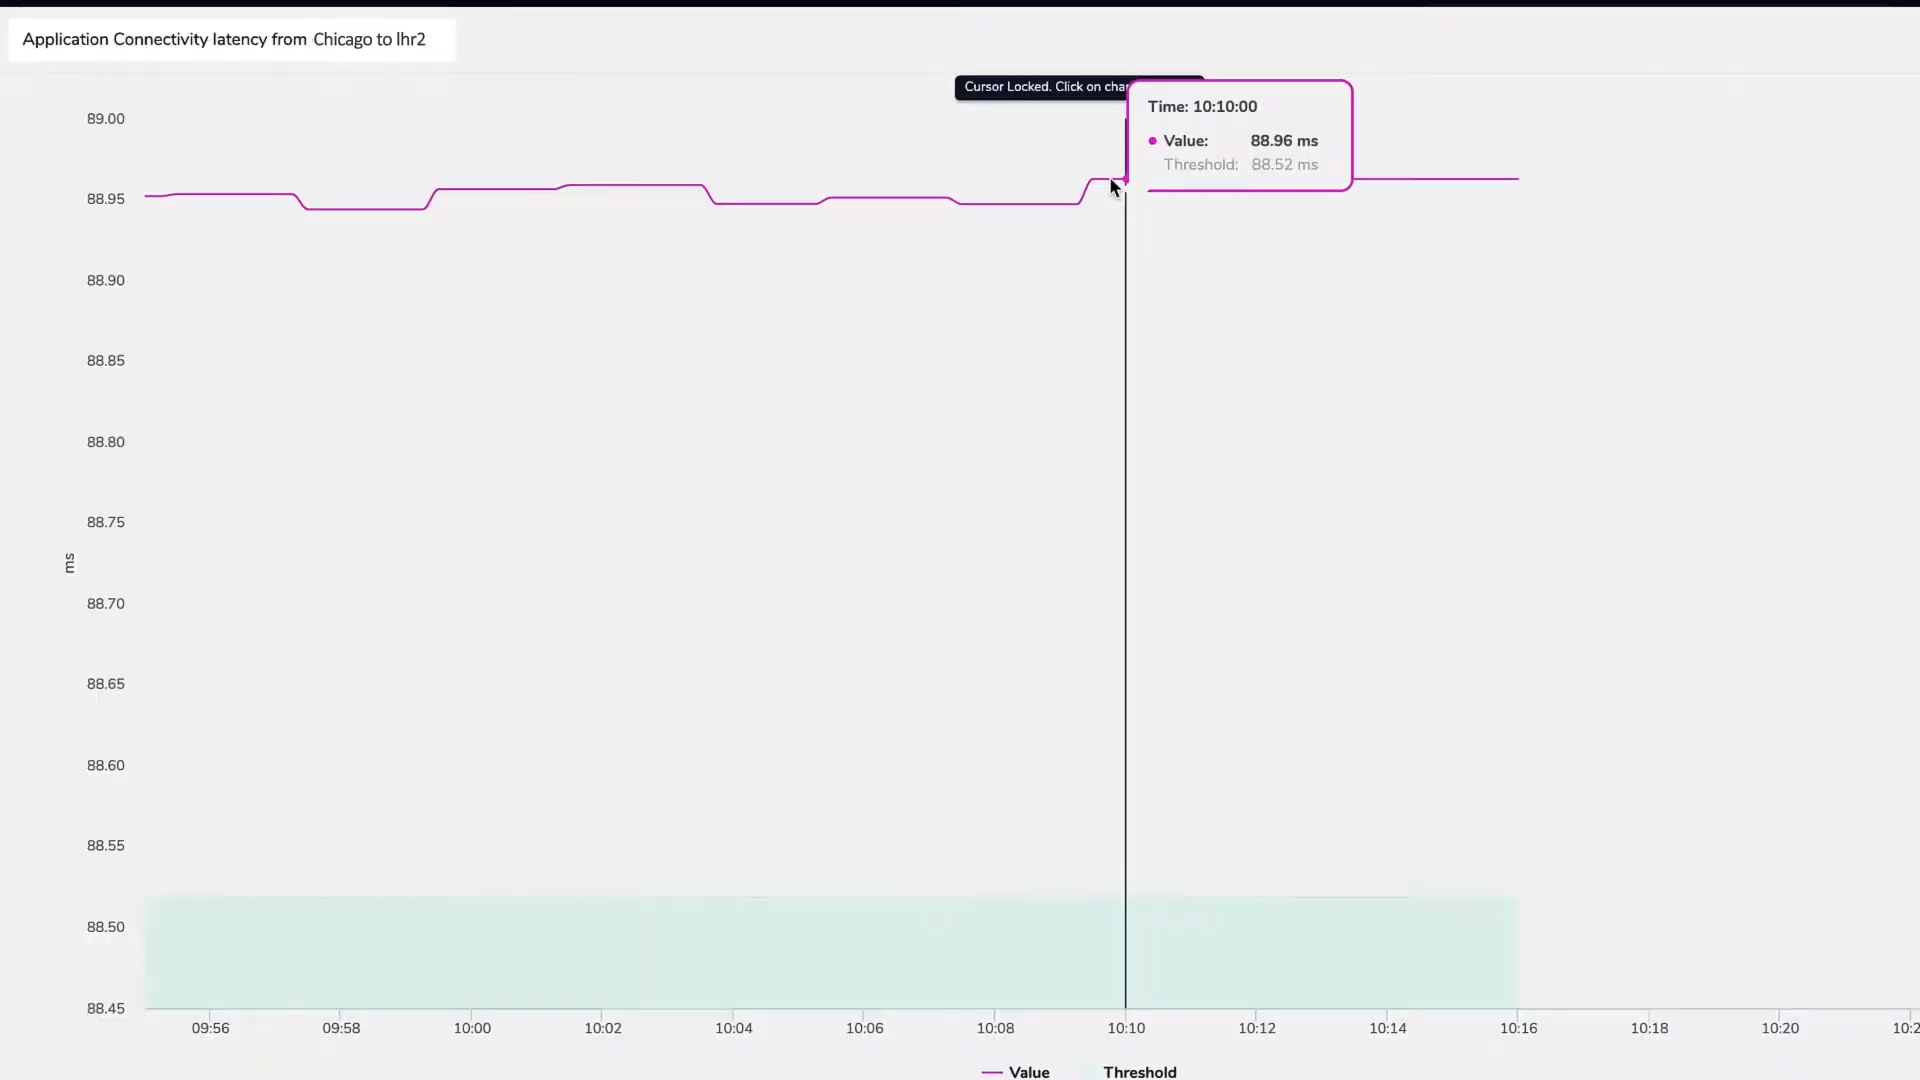 Application Connectivity latency from Chicago to lhr2
Cursor Locked. Click on
Time: 10:10:00
Value: 88.96 ms
Threshold: 88.52 ms
89.00
88.95
88.90
88.85
88.80
88.75
88.70
88.65
88.60
88.55
88.50
88.45
ms
09:56 09:58 10:00 10:02 10:04 10:06 10:08 10:10 10:12 10:14 10:16 10:18 10:20
Value Threshold